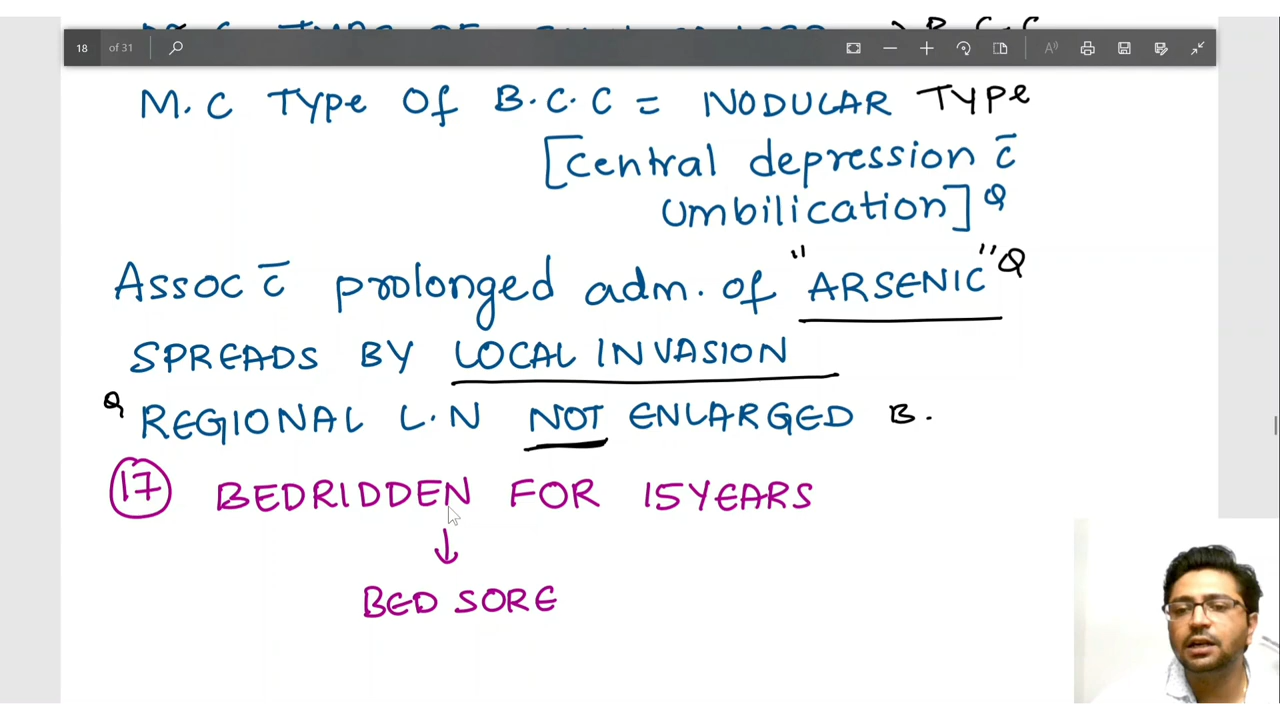 18 of 31
M.C TYPe Of B.C.C = NODULAR TYPe
[central depression c̄
umbilication] Q
Assoc c̄ prolonged adm. of "ARSENIC" Q
SPREADS BY LOCAL INVASION
Q REGIONAL L.N NOT ENLARGED B.
17 BEDRIDDEN FOR 15YEARS
↓
BED SORE